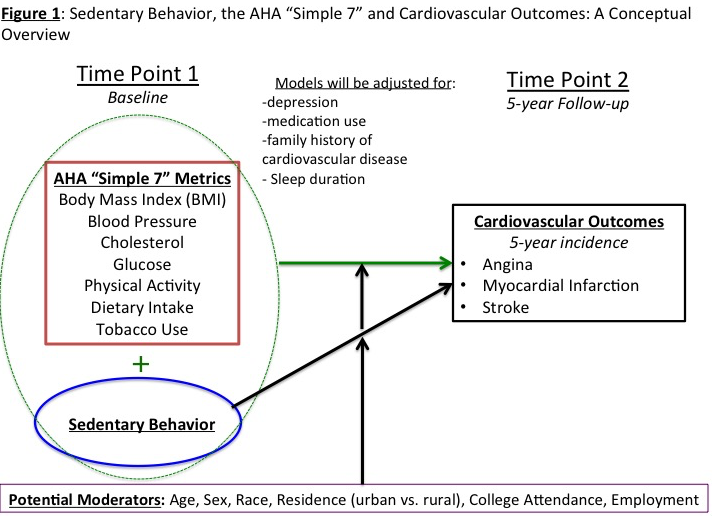 Figure 1: Sedentary Behavior, the AHA “Simple 7” and Cardiovascular Outcomes: A Conceptual
Overview
Time Point 1
Baseline
AHA “Simple 7” Metrics
Body Mass Index (BMI)
Blood Pressure
Cholesterol
Glucose
Physical Activity
Dietary Intake
Tobacco Use
+
Sedentary Behavior
Models will be adjusted for:
-depression
-medication use
-family history of
cardiovascular disease
- Sleep duration
Time Point 2
5-year Follow-up
Cardiovascular Outcomes
5-year incidence
• Angina
• Myocardial Infarction
• Stroke
Potential Moderators: Age, Sex, Race, Residence (urban vs. rural), College Attendance, Employment